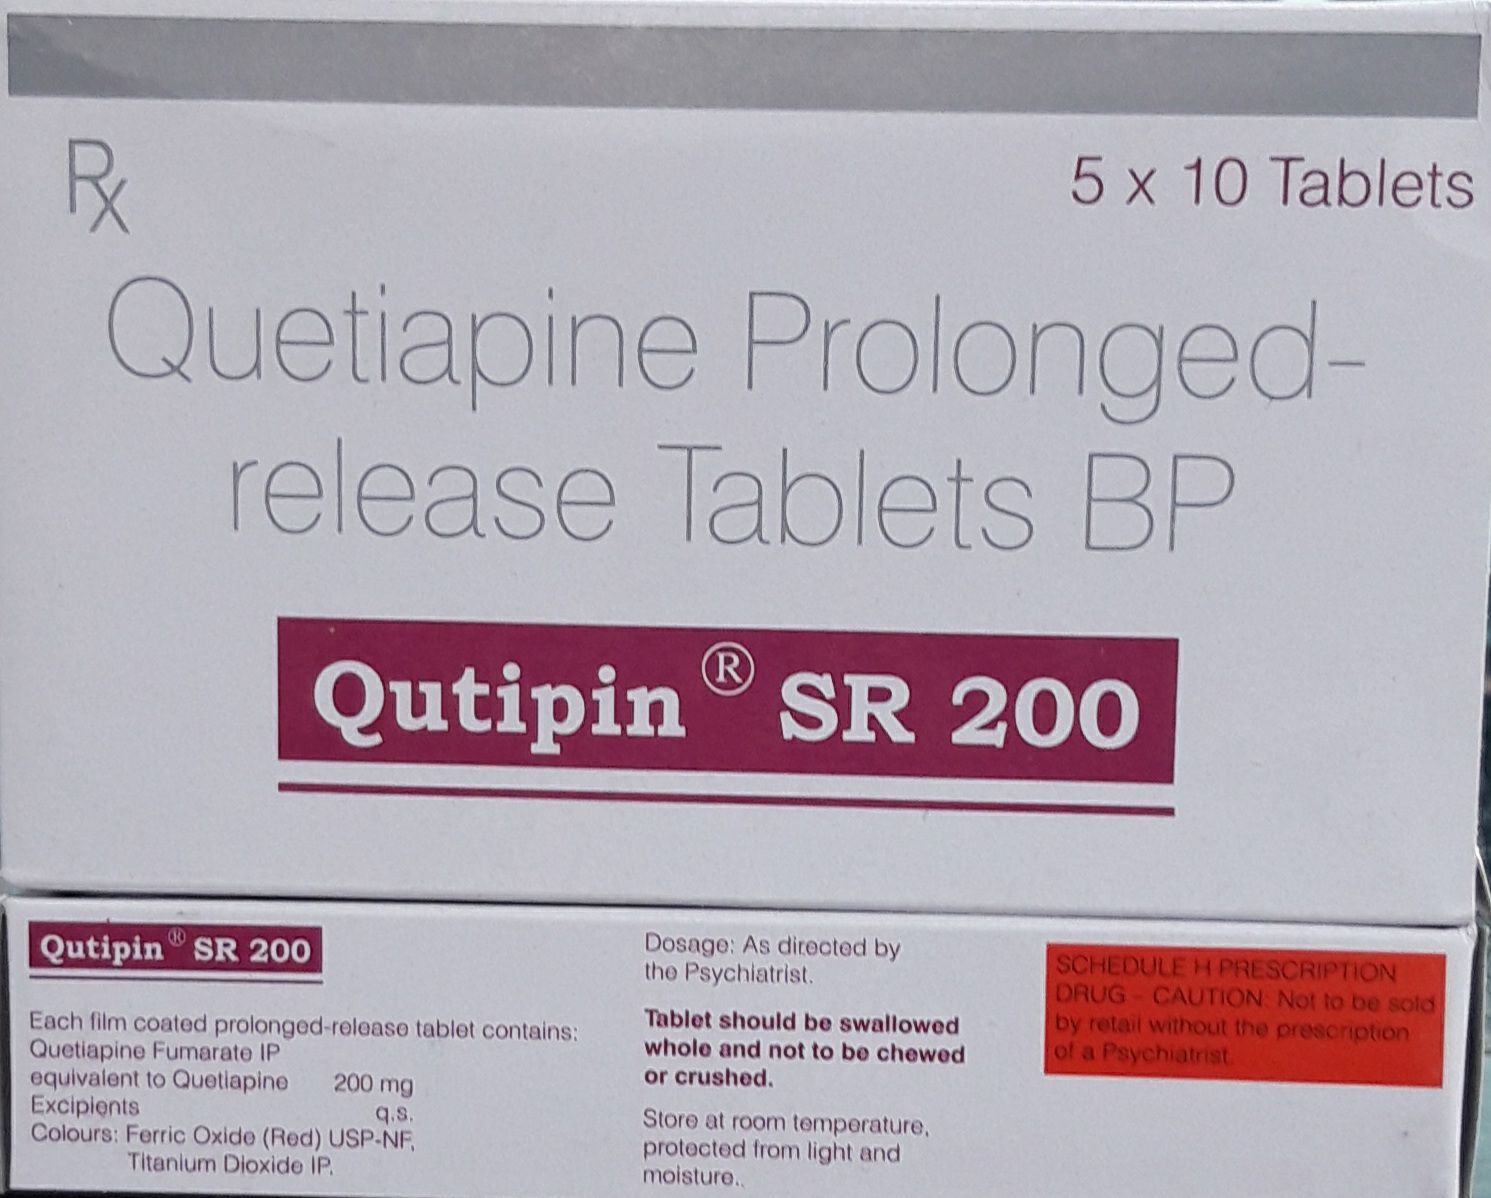 Rx
5 x 10 Tablets
Quetiapine Prolonged-
release Tablets BP
Qutipin® SR 200
Qutipin® SR 200
Each film coated prolonged-release tablet contains:
Quetiapine Fumarate IP
equivalent to Quetiapine 200 mg
Excipients q.s.
Colours: Ferric Oxide (Red) USP-NF,
Titanium Dioxide IP.
Dosage: As directed by
the Psychiatrist.
Tablet should be swallowed
whole and not to be chewed
or crushed.
Store at room temperature,
protected from light and
moisture.
SCHEDULE H PRESCRIPTION
DRUG - CAUTION: Not to be sold
by retail without the prescription
of a Psychiatrist.